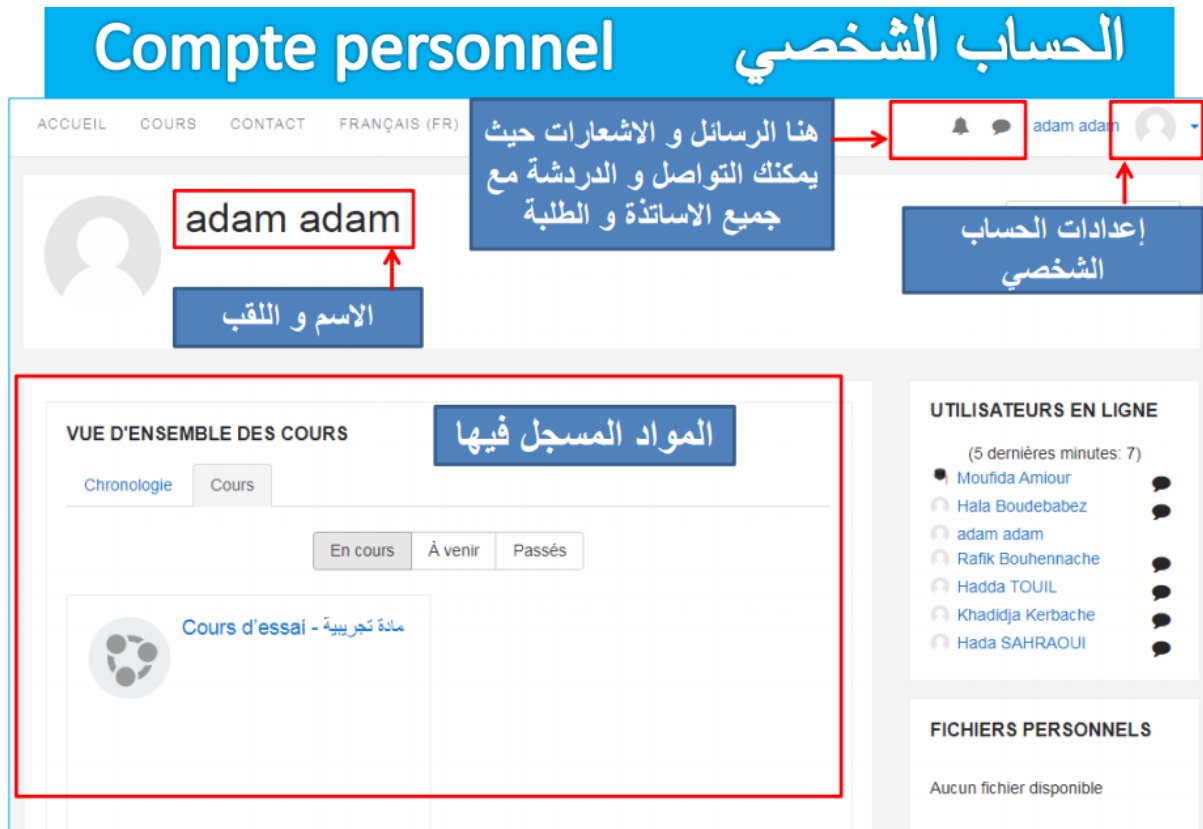 Compte personnel الحساب الشخصي
ACCUEIL COURS CONTACT FRANÇAIS (FR)
هنا الرسائل و الاشعارات حيث
يمكنك التواصل و الدردشة مع
جميع الاساتذة و الطلبة
adam adam
adam adam
إعدادات الحساب
الشخصي
الاسم و اللقب
VUE D'ENSEMBLE DES COURS
المواد المسجل فيها
Chronologie Cours
En cours À venir Passés
Cours d'essai - مادة تجريبية
UTILISATEURS EN LIGNE
(5 dernières minutes: 7)
Moufida Amiour
Hala Boudebabez
adam adam
Rafik Bouhennache
Hadda TOUIL
Khadidja Kerbache
Hada SAHRAOUI
FICHIERS PERSONNELS
Aucun fichier disponible